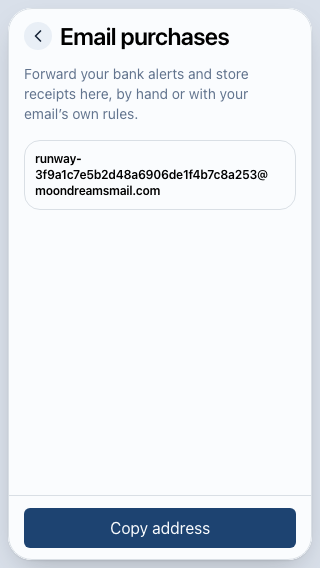 Email purchases
Forward your bank alerts and store
receipts here, by hand or with your
email’s own rules.
runway-
3f9a1c7e5b2d48a6906de1f4b7c8a253@
moondreamsmail.com
Copy address